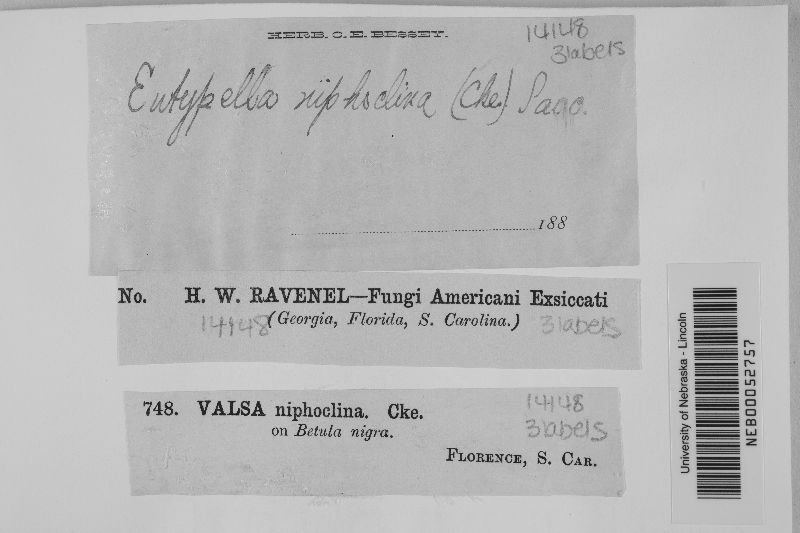 HERB. C. E. BESSEY.
14148
3labels
Eutypella niphoclina (Cke.) Sacc.
188
No. H. W. RAVENEL—Fungi Americani Exsiccati
14148 (Georgia, Florida, S. Carolina.) 3labels
748. VALSA niphoclina. Cke. 14148
on Betula nigra. 3labels
FLORENCE, S. CAR.
University of Nebraska - Lincoln
NEB00052757